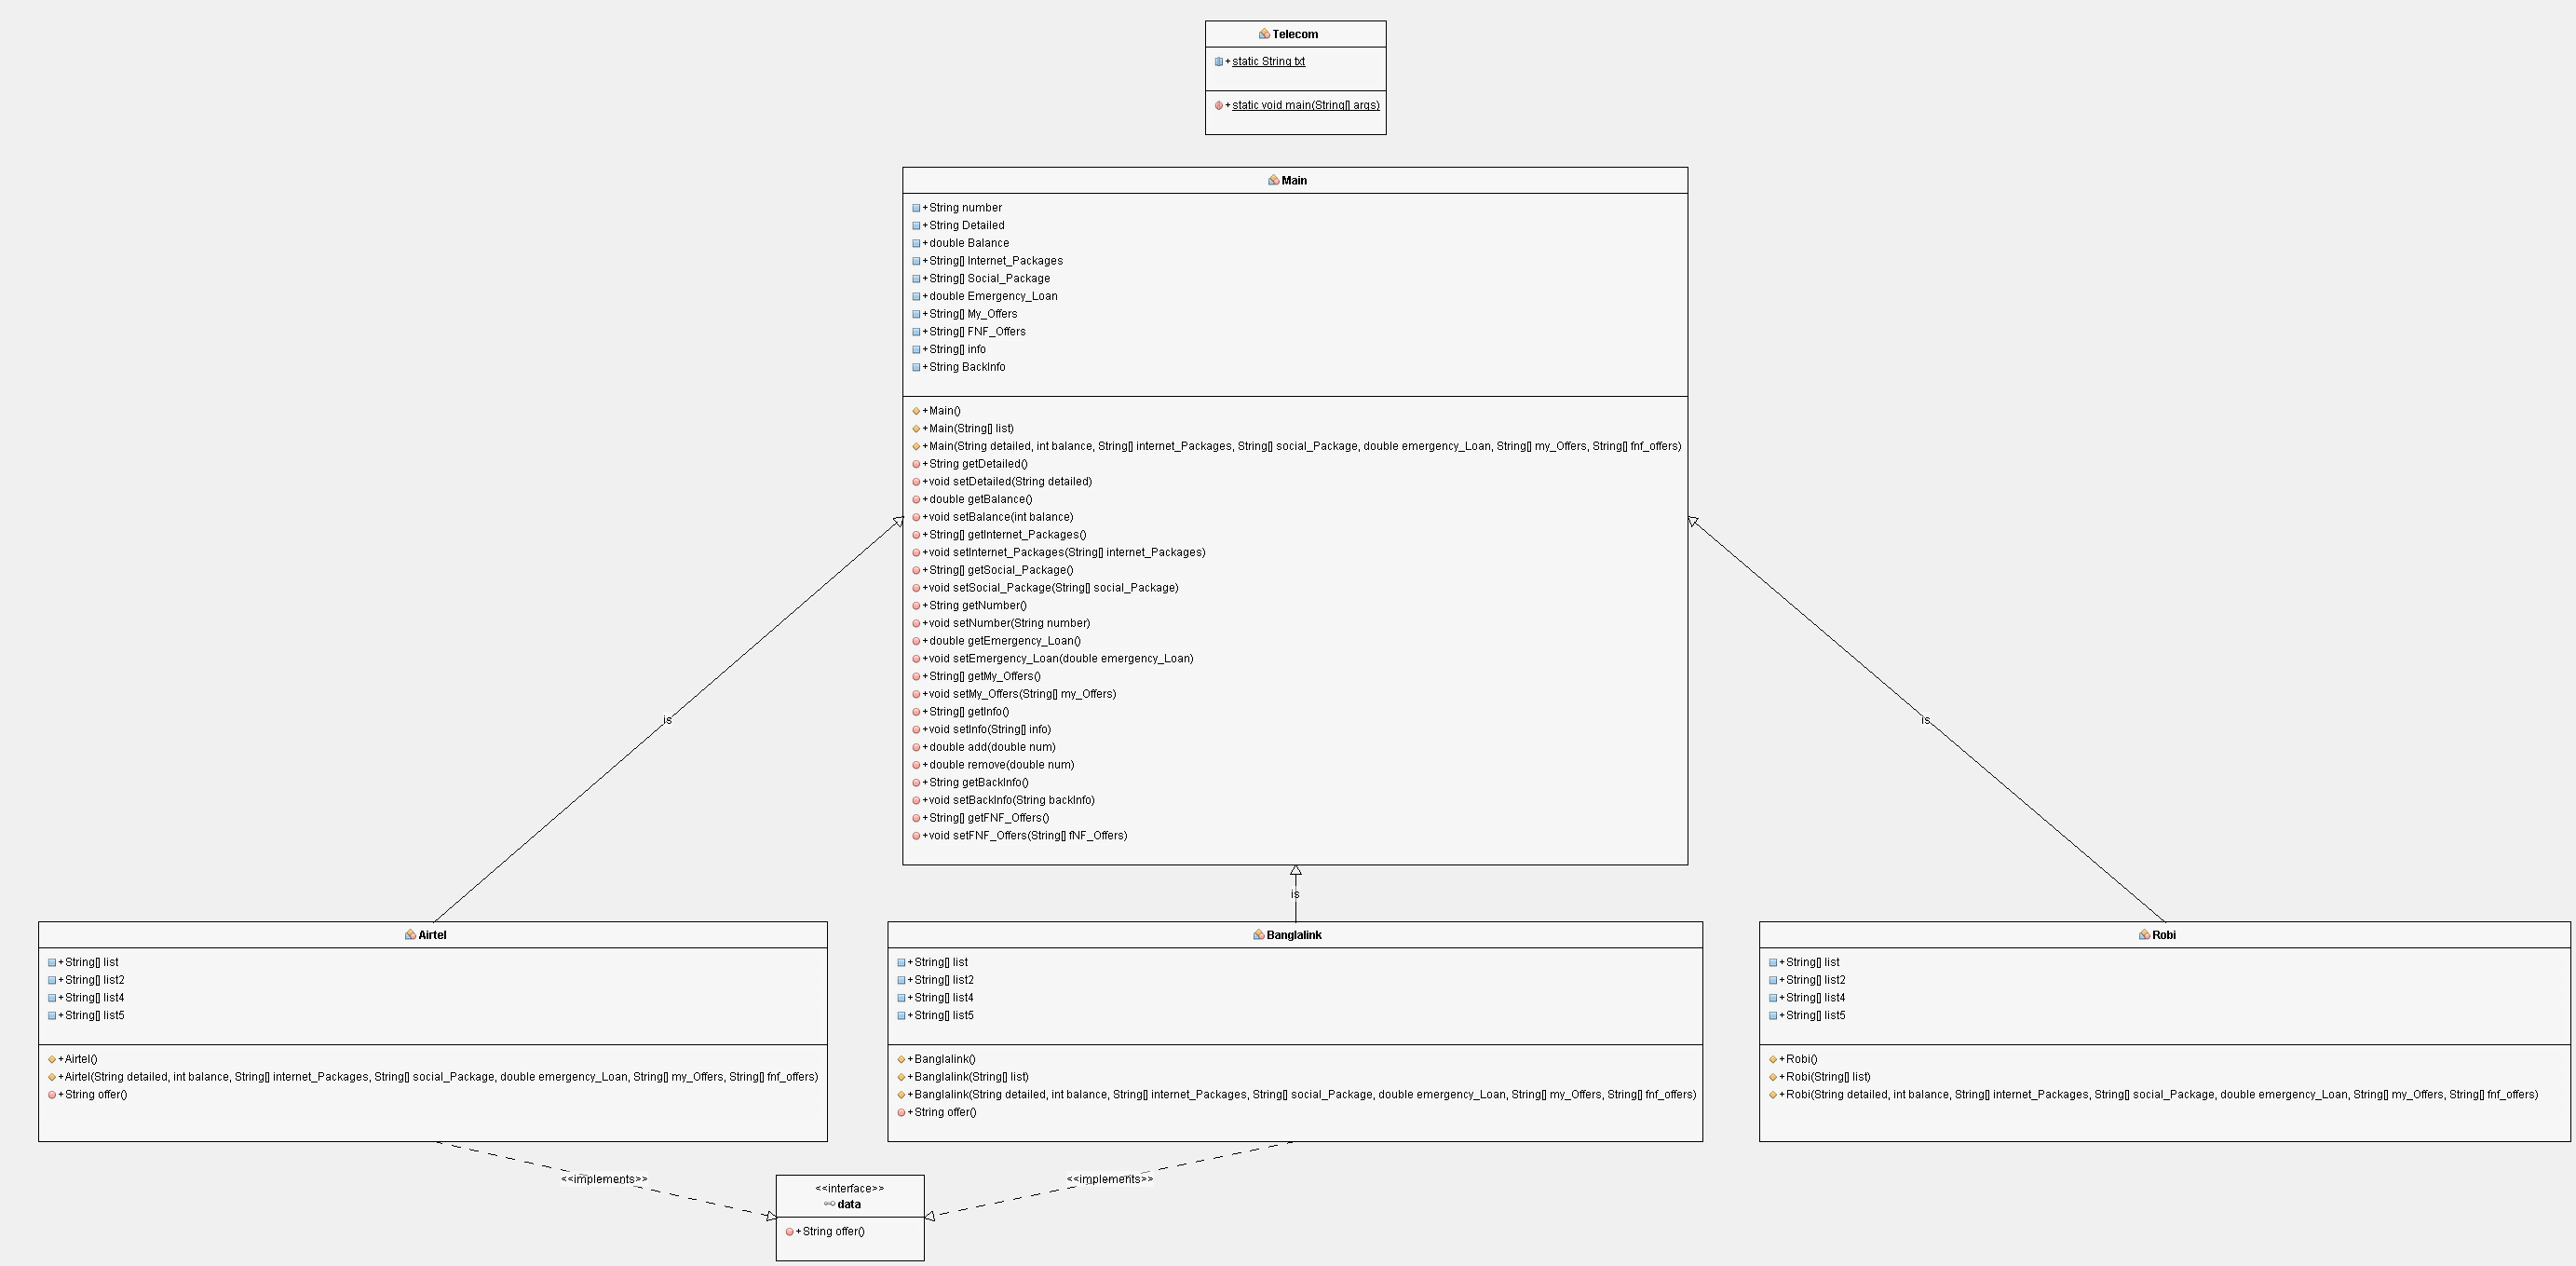 Telecom
+static String txt
+static void main(String[] args)
Main
+String number
+String Detailed
+double Balance
+String[] Internet_Packages
+String[] Social_Package
+double Emergency_Loan
+String[] My_Offers
+String[] FNF_Offers
+String[] info
+String BackInfo
+Main()
+Main(String[] list)
+Main(String detailed, int balance, String[] internet_Packages, String[] social_Package, double emergency_Loan, String[] my_Offers, String[] fnf_offers)
+String getDetailed()
+void setDetailed(String detailed)
+double getBalance()
+void setBalance(int balance)
+String[] getInternet_Packages()
+void setInternet_Packages(String[] internet_Packages)
+String[] getSocial_Package()
+void setSocial_Package(String[] social_Package)
+String getNumber()
+void setNumber(String number)
+double getEmergency_Loan()
+void setEmergency_Loan(double emergency_Loan)
+String[] getMy_Offers()
+void setMy_Offers(String[] my_Offers)
+String[] getInfo()
+void setInfo(String[] info)
+double add(double num)
+double remove(double num)
+String getBackInfo()
+void setBackInfo(String backInfo)
+String[] getFNF_Offers()
+void setFNF_Offers(String[] fNF_Offers)
is
is
is
Airtel
+String[] list
+String[] list2
+String[] list4
+String[] list5
+Airtel()
+Airtel(String detailed, int balance, String[] internet_Packages, String[] social_Package, double emergency_Loan, String[] my_Offers, String[] fnf_offers)
+String offer()
Banglalink
+String[] list
+String[] list2
+String[] list4
+String[] list5
+Banglalink()
+Banglalink(String[] list)
+Banglalink(String detailed, int balance, String[] internet_Packages, String[] social_Package, double emergency_Loan, String[] my_Offers, String[] fnf_offers)
+String offer()
Robi
+String[] list
+String[] list2
+String[] list4
+String[] list5
+Robi()
+Robi(String[] list)
+Robi(String detailed, int balance, String[] internet_Packages, String[] social_Package, double emergency_Loan, String[] my_Offers, String[] fnf_offers)
<<implements>>
<<implements>>
<<interface>>
data
+String offer()